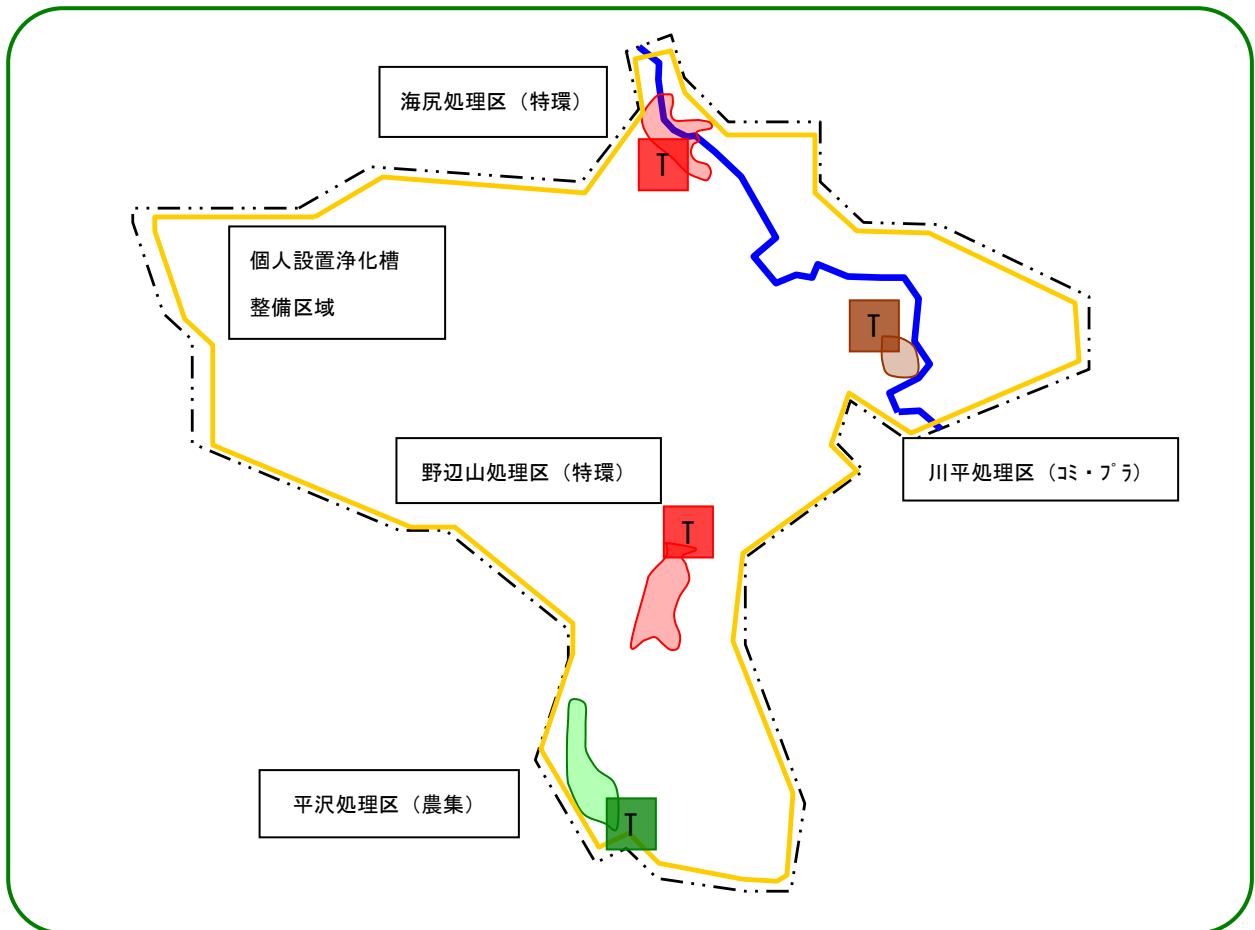 海尻処理区（特環）
T
個人設置浄化槽
整備区域
T
野辺山処理区（特環）
川平処理区（ｺﾐ・ﾌﾟﾗ）
T
平沢処理区（農集）
T